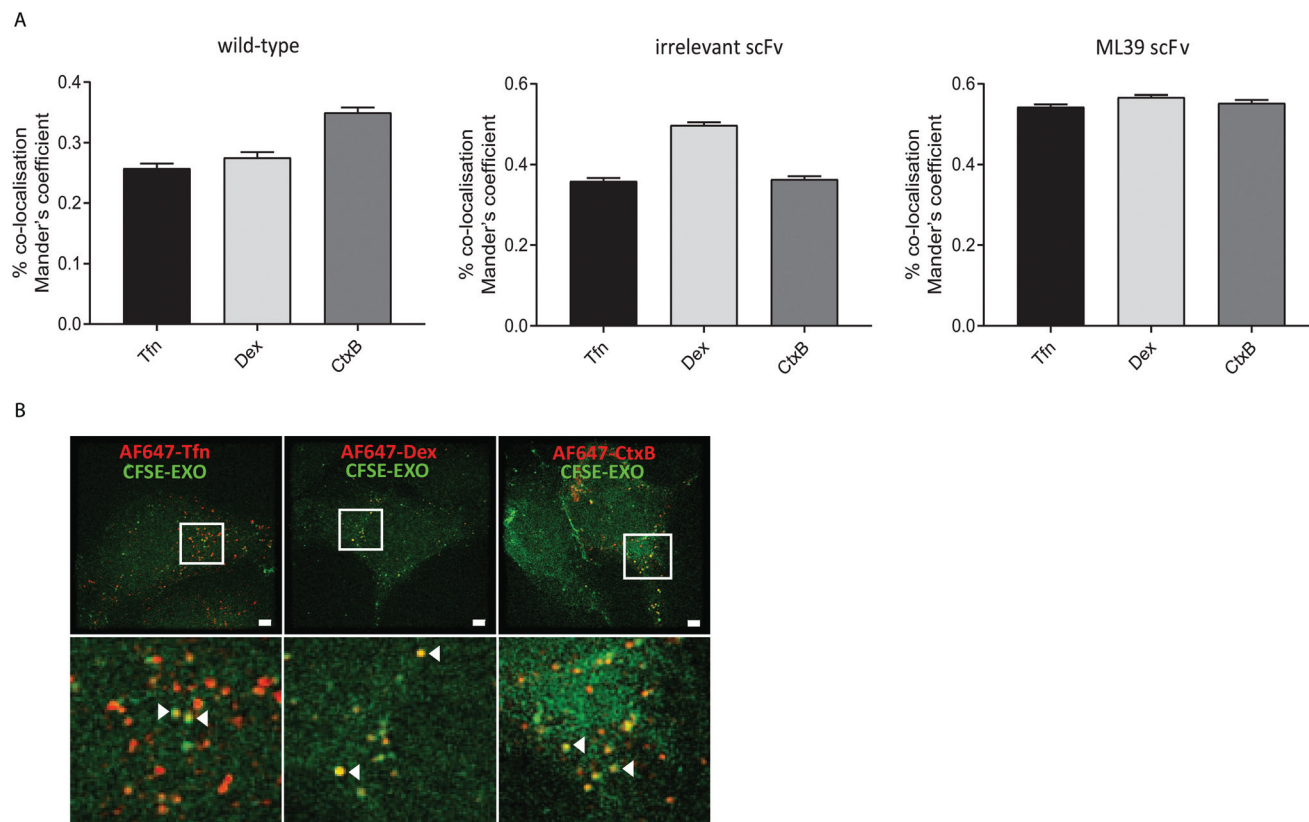 A
wild-type
% co-localisation
Mander's coefficient
0.4
0.3
0.2
0.1
0.0
Tfn
Dex
CtxB
irrelevant scFv
% co-localisation
Mander's coefficient
0.6
0.4
0.2
0.0
Tfn
Dex
CtxB
ML39 scFv
% co-localisation
Mander's coefficient
0.6
0.4
0.2
0.0
Tfn
Dex
CtxB
B
AF647-Tfn
CFSE-EXO
AF647-Dex
CFSE-EXO
AF647-CtxB
CFSE-EXO